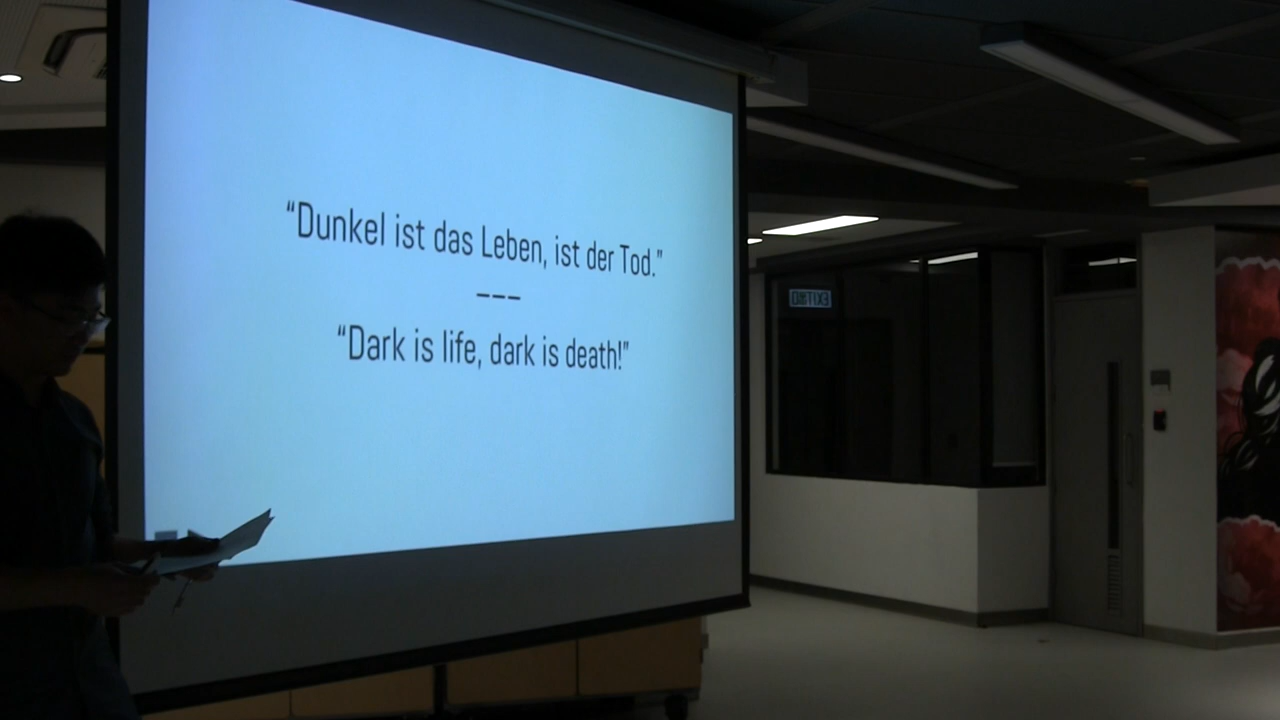 “Dunkel ist das Leben, ist der Tod.”
---
“Dark is life, dark is death!”